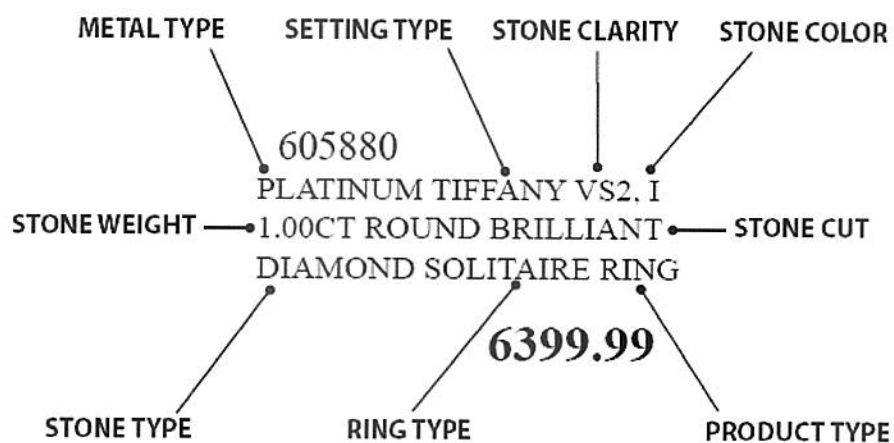 METAL TYPE SETTING TYPE STONE CLARITY STONE COLOR
605880
PLATINUM TIFFANY VS2, I
STONE WEIGHT 1.00CT ROUND BRILLIANT STONE CUT
DIAMOND SOLITAIRE RING
6399.99
STONE TYPE RING TYPE PRODUCT TYPE